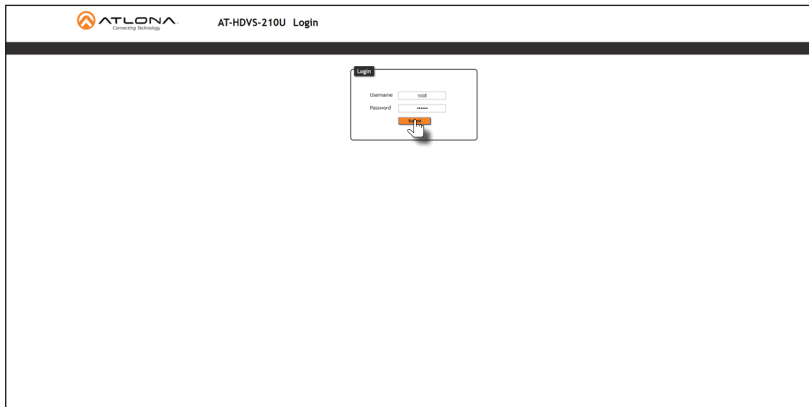 ATLONA.
Connecting Technology
AT-HDVS-210U Login
Login
Username root
Password ••••••